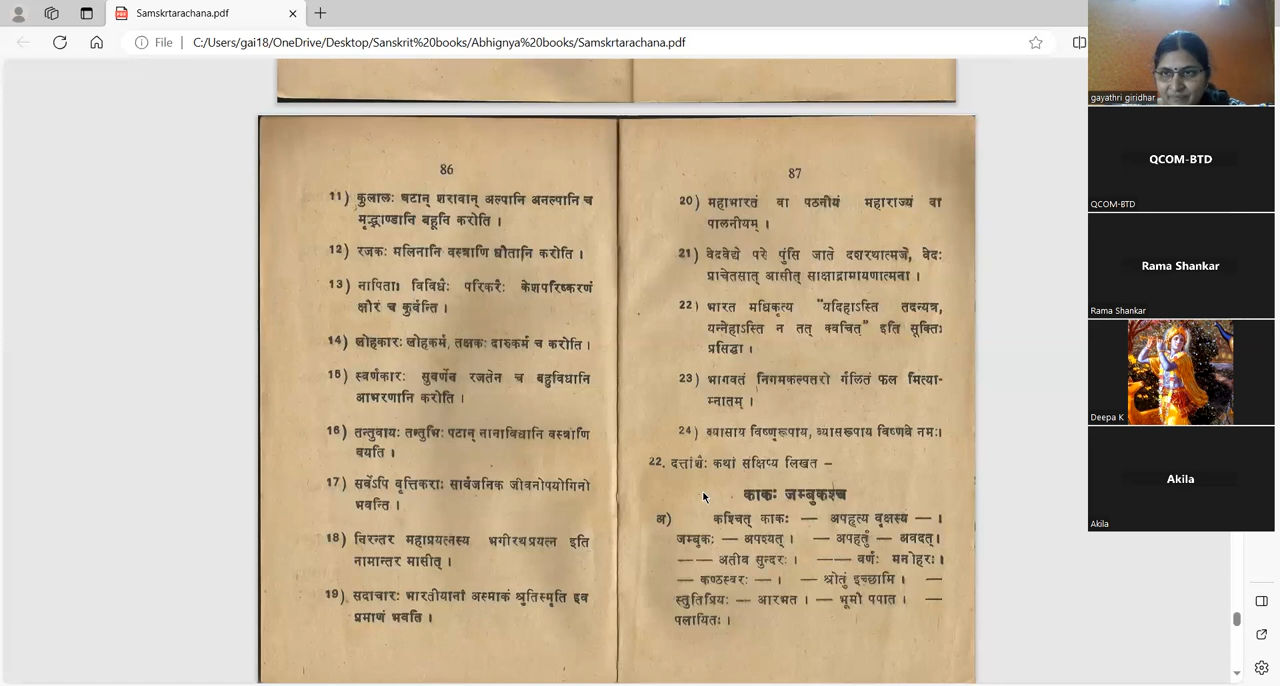 Samskrtarachana.pdf
File | C:/Users/gai18/OneDrive/Desktop/Sanskrit%20books/Abhignya%20books/Samskrtarachana.pdf
86
11) कुलालः घटान् शरावान् अल्पानि अनल्पानि च
मृद्भाण्डानि बहूनि करोति ।
12) रजकः मलिनानि वस्त्राणि धौतानि करोति ।
13) नापिताः विविधैः परिकरैः केशपरिष्करणं
क्षौरं च कुर्वन्ति ।
14) लोहकारः लोहकर्म, तक्षकः दारुकर्म च करोति ।
15) स्वर्णकारः सुवर्णेन रजतेन च बहुविधानि
आभरणानि करोति ।
16) तन्तुवायः तन्तुभिः पटान् नानाविधानि वस्त्राणि
वयति ।
17) सर्वेऽपि वृत्तिकराः सार्वजनिक जीवनोपयोगिनो
भवन्ति ।
18) निरन्तर महाप्रयत्नस्य भगीरथप्रयत्न इति
नामान्तर मासीत् ।
19) सदाचारः भारतीयानां अस्माकं श्रुतिस्मृति इव
प्रमाणं भवति ।
87
20) महाभारतं वा पठनीयं महाराज्यं वा
पालनीयम् ।
21) वेदवेद्ये परे पुंसि जाते दशरथात्मजे, वेदः
प्राचेतसात् आसीत् साक्षाद्रामायणात्मना ।
22) भारत मधिकृत्य "यदिहाऽस्ति तदन्यत्र,
यन्नेहाऽस्ति न तत् क्वचित्" इति सूक्तिः
प्रसिद्धा ।
23) भागवतं निगमकल्पतरो र्गलितं फल मित्या-
म्नातम् ।
24) व्यासाय विष्णुरूपाय, व्यासरूपाय विष्णवे नमः।
22. दत्तांशैः कथां संक्षिप्य लिखत –
काकः जम्बुकश्च
अ) कश्चित् काकः — अपहृत्य वृक्षस्य — ।
जम्बुकः — अपश्यत् । — अपहर्तुं — अवदत्।
—— अतीव सुन्दरः । —— वर्णः मनोहरः।
— कण्ठस्वरः — । — श्रोतुं इच्छामि । —
स्तुतिप्रियः — आरभत । — भूमौ पपात । —
पलायितः ।
gayathri giridhar
QCOM-BTD
QCOM-BTD
Rama Shankar
Rama Shankar
Deepa K
Akila
Akila